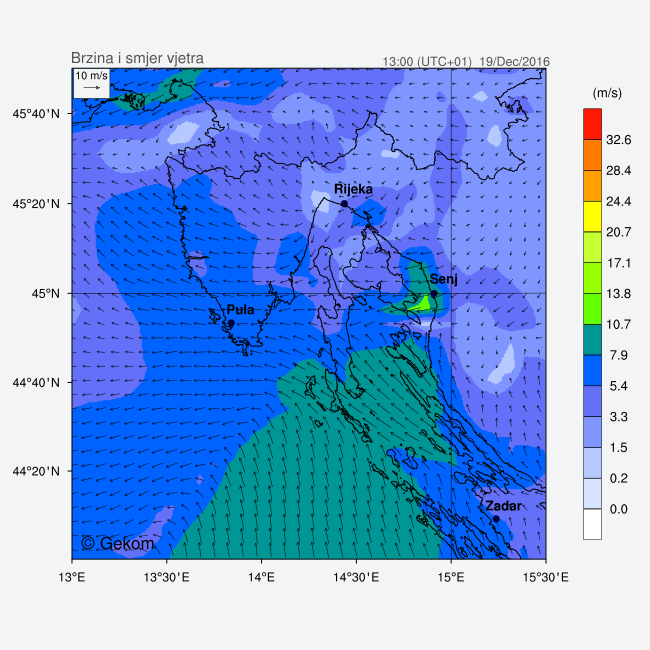 Brzina i smjer vjetra
13:00 (UTC+01) 19/Dec/2016
10 m/s
(m/s)
45°40'N
45°20'N
45°N
44°40'N
44°20'N
Rijeka
Senj
Pula
Zadar
© Gekom
32.6
28.4
24.4
20.7
17.1
13.8
10.7
7.9
5.4
3.3
1.5
0.2
0.0
13°E
13°30'E
14°E
14°30'E
15°E
15°30'E